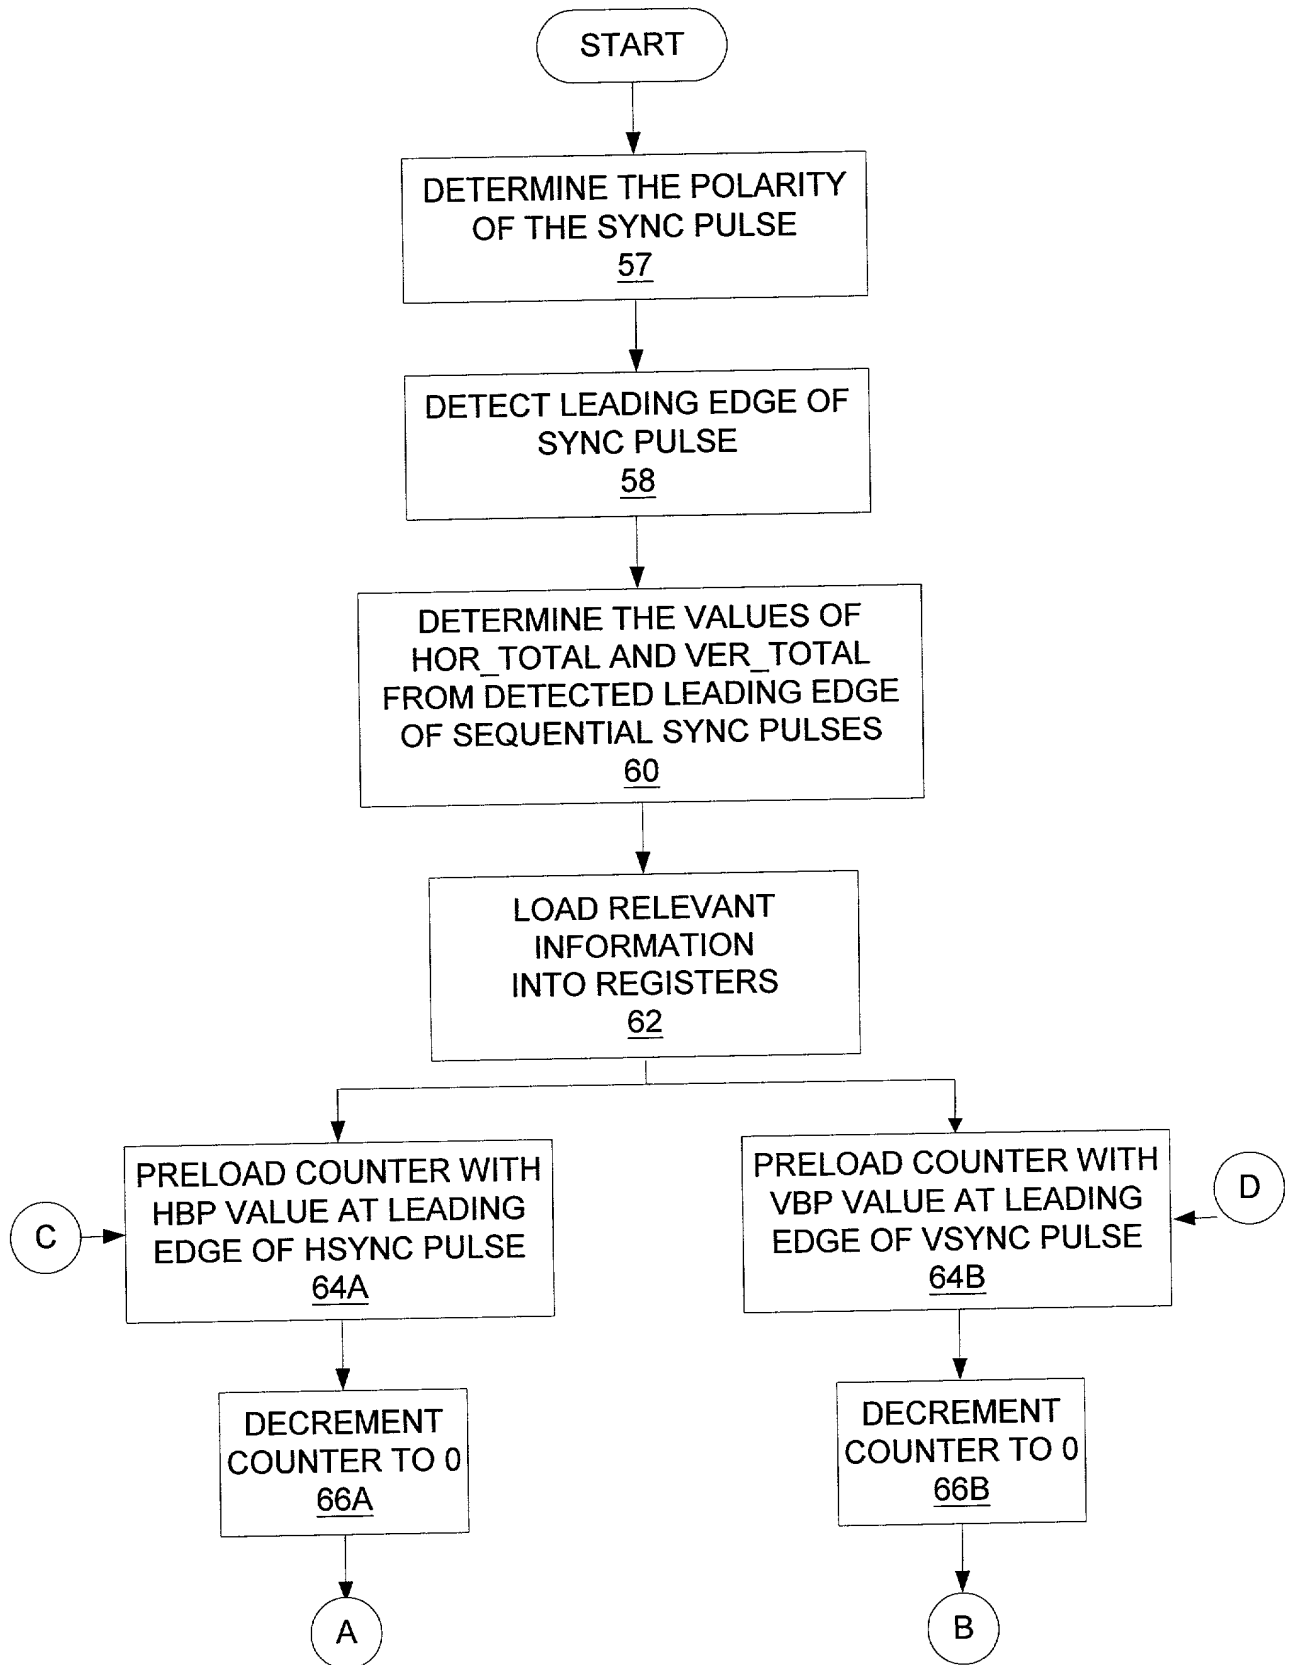 START
DETERMINE THE POLARITY
OF THE SYNC PULSE
57
DETECT LEADING EDGE OF
SYNC PULSE
58
DETERMINE THE VALUES OF
HOR_TOTAL AND VER_TOTAL
FROM DETECTED LEADING EDGE
OF SEQUENTIAL SYNC PULSES
60
LOAD RELEVANT
INFORMATION
INTO REGISTERS
62
C
PRELOAD COUNTER WITH
HBP VALUE AT LEADING
EDGE OF HSYNC PULSE
64A
PRELOAD COUNTER WITH
VBP VALUE AT LEADING
EDGE OF VSYNC PULSE
64B
D
DECREMENT
COUNTER TO 0
66A
DECREMENT
COUNTER TO 0
66B
A
B